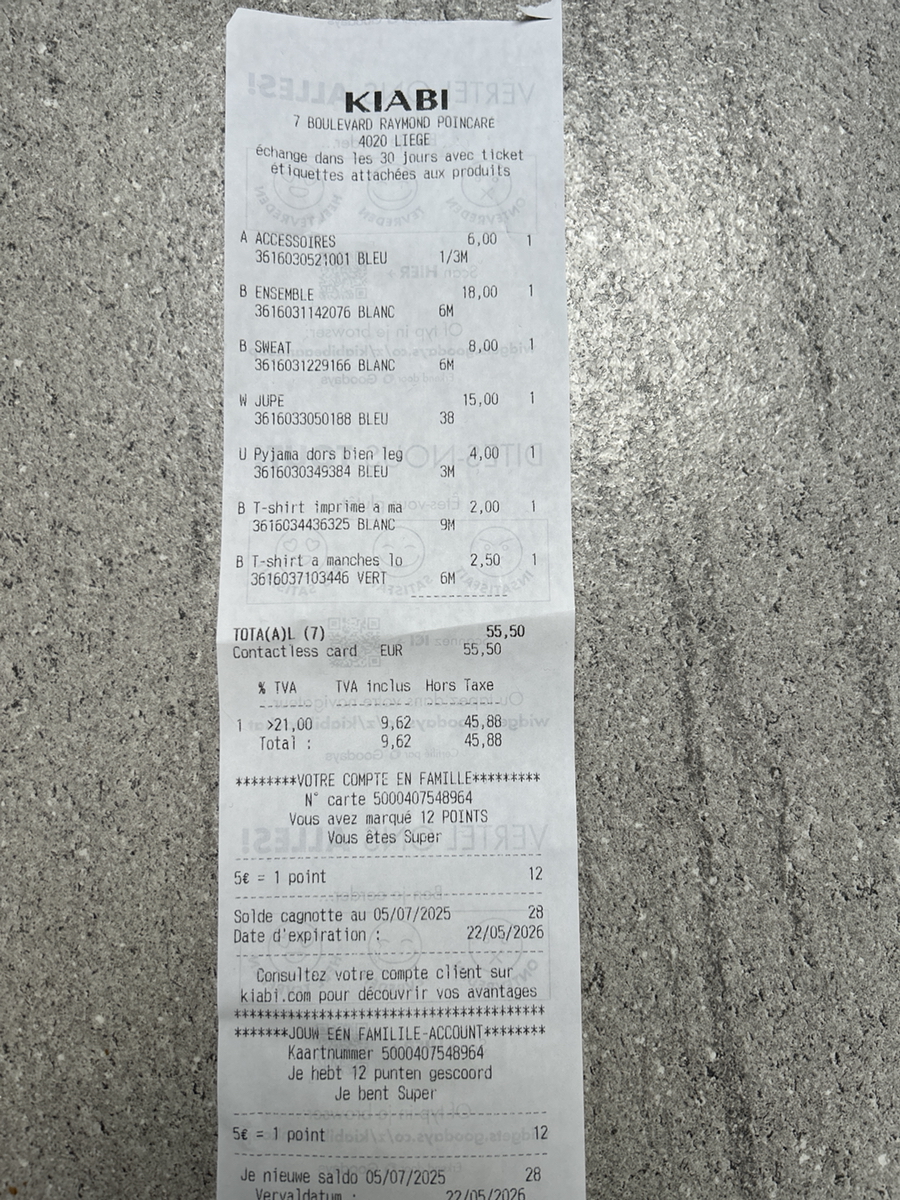 KIABI
7 BOULEVARD RAYMOND POINCARE
4020 LIEGE
échange dans les 30 jours avec ticket
étiquettes attachées aux produits
A ACCESSOIRES 6,00 1
3616030521001 BLEU 1/3M
B ENSEMBLE 18,00 1
3616031142076 BLANC 6M
B SWEAT 8,00 1
3616031229166 BLANC 6M
W JUPE 15,00 1
3616033050188 BLEU 38
U Pyjama dors bien leg 4,00 1
3616030349384 BLEU 3M
B T-shirt imprime a ma 2,00 1
3616034436325 BLANC 9M
B T-shirt a manches lo 2,50 1
3616037103446 VERT 6M
TOTA(A)L (7) 55,50
Contactless card EUR 55,50
% TVA TVA inclus Hors Taxe
1 >21,00 9,62 45,88
Total : 9,62 45,88
********VOTRE COMPTE EN FAMILLE*********
N° carte 5000407548964
Vous avez marqué 12 POINTS
Vous êtes Super
5€ = 1 point 12
Solde cagnotte au 05/07/2025 28
Date d'expiration : 22/05/2026
Consultez votre compte client sur
kiabi.com pour découvrir vos avantages
****************************************
*******JOUW EÉN FAMILILE-ACCOUNT********
Kaartnummer 5000407548964
Je hebt 12 punten gescoord
Je bent Super
5€ = 1 point 12
Je nieuwe saldo 05/07/2025 28
Vervaldatum : 22/05/2026